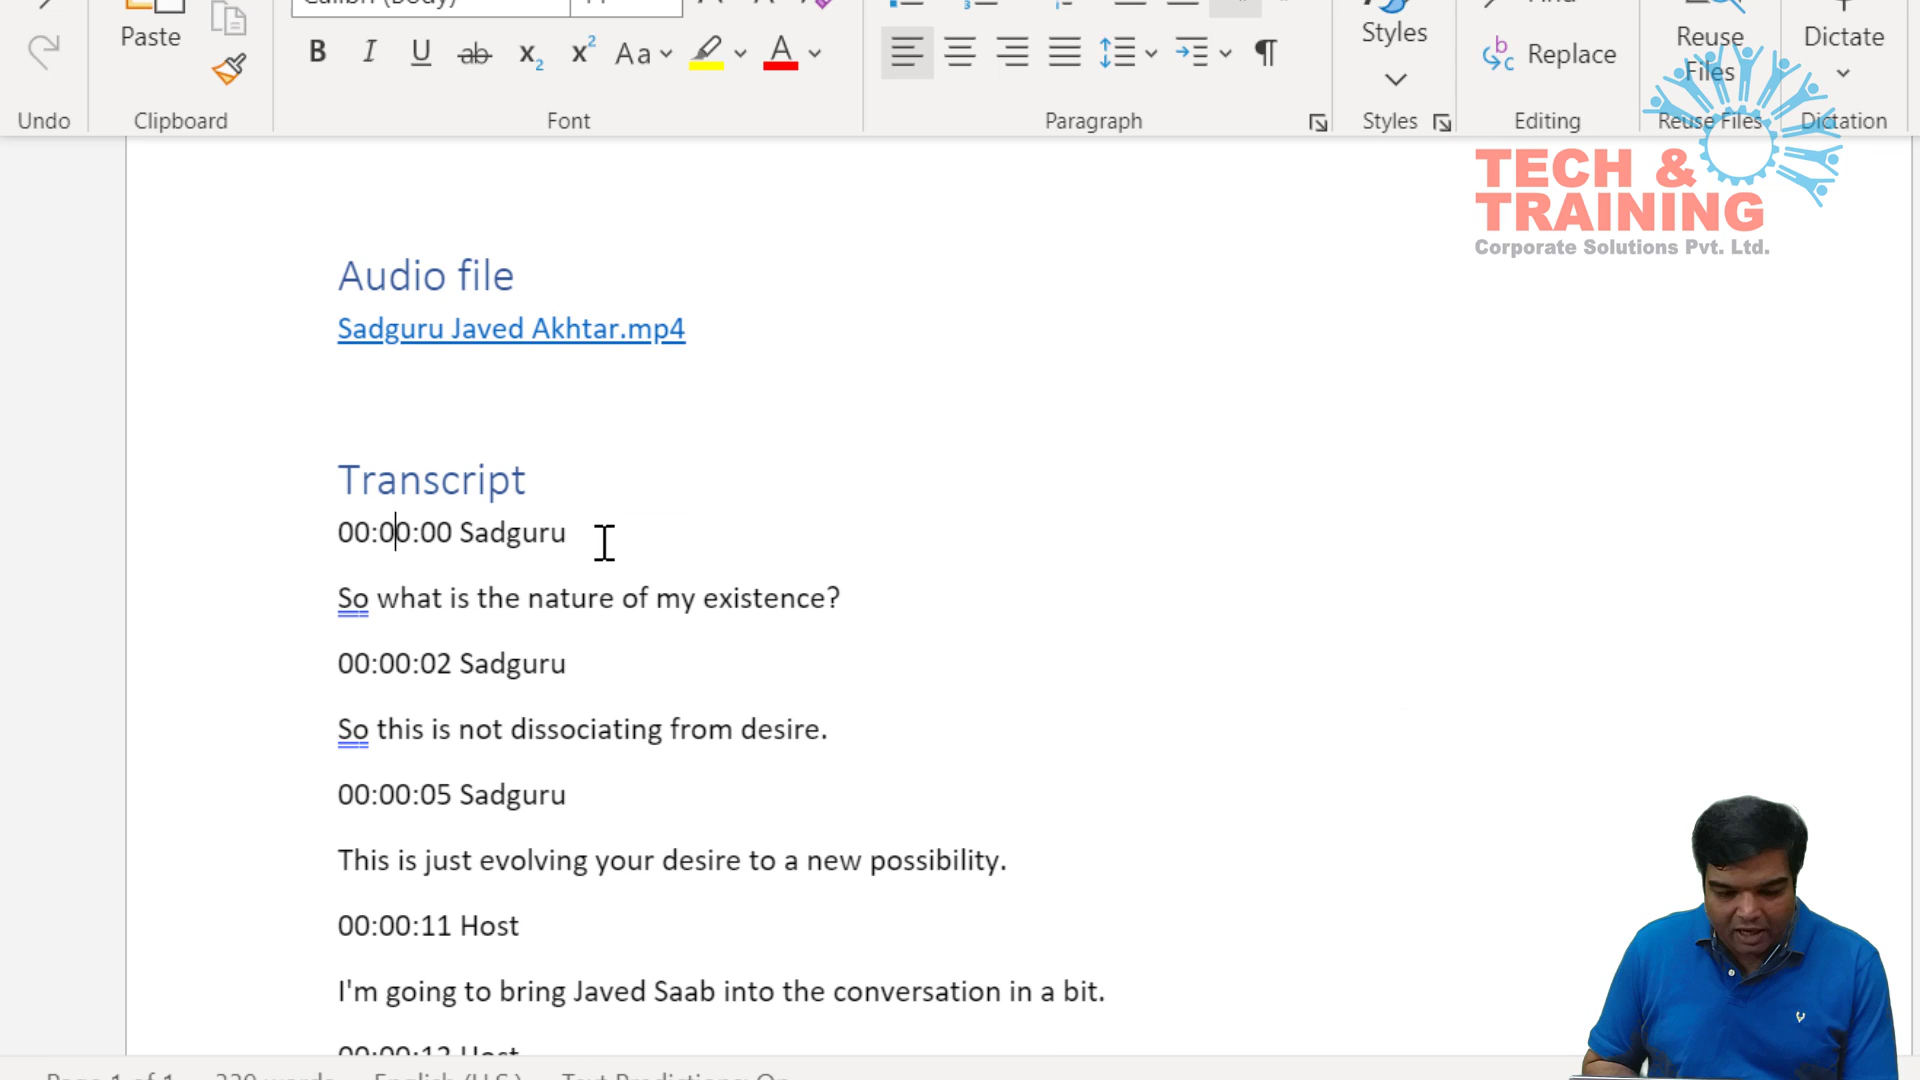 Paste
B I U ab x2 x2 Aa A
Styles
Replace
Reuse
Files
Dictate
Undo
Clipboard
Font
Paragraph
Styles
Editing
Reuse Files
Dictation
TECH &
TRAINING
Corporate Solutions Pvt. Ltd.
Audio file
Sadguru Javed Akhtar.mp4
Transcript
00:00:00 Sadguru
So what is the nature of my existence?
00:00:02 Sadguru
So this is not dissociating from desire.
00:00:05 Sadguru
This is just evolving your desire to a new possibility.
00:00:11 Host
I'm going to bring Javed Saab into the conversation in a bit.